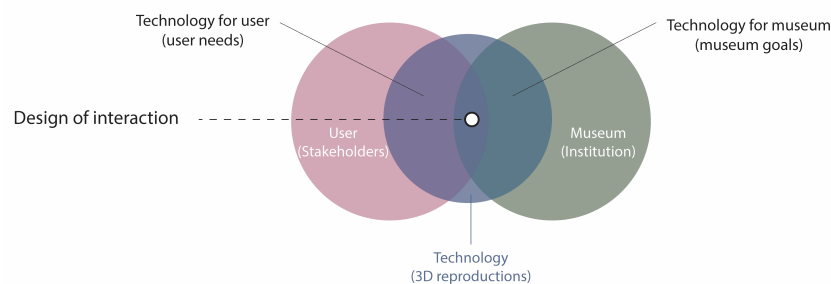 Technology for user
(user needs)
Technology for museum
(museum goals)
Design of interaction
User
(Stakeholders)
Museum
(Institution)
Technology
(3D reproductions)